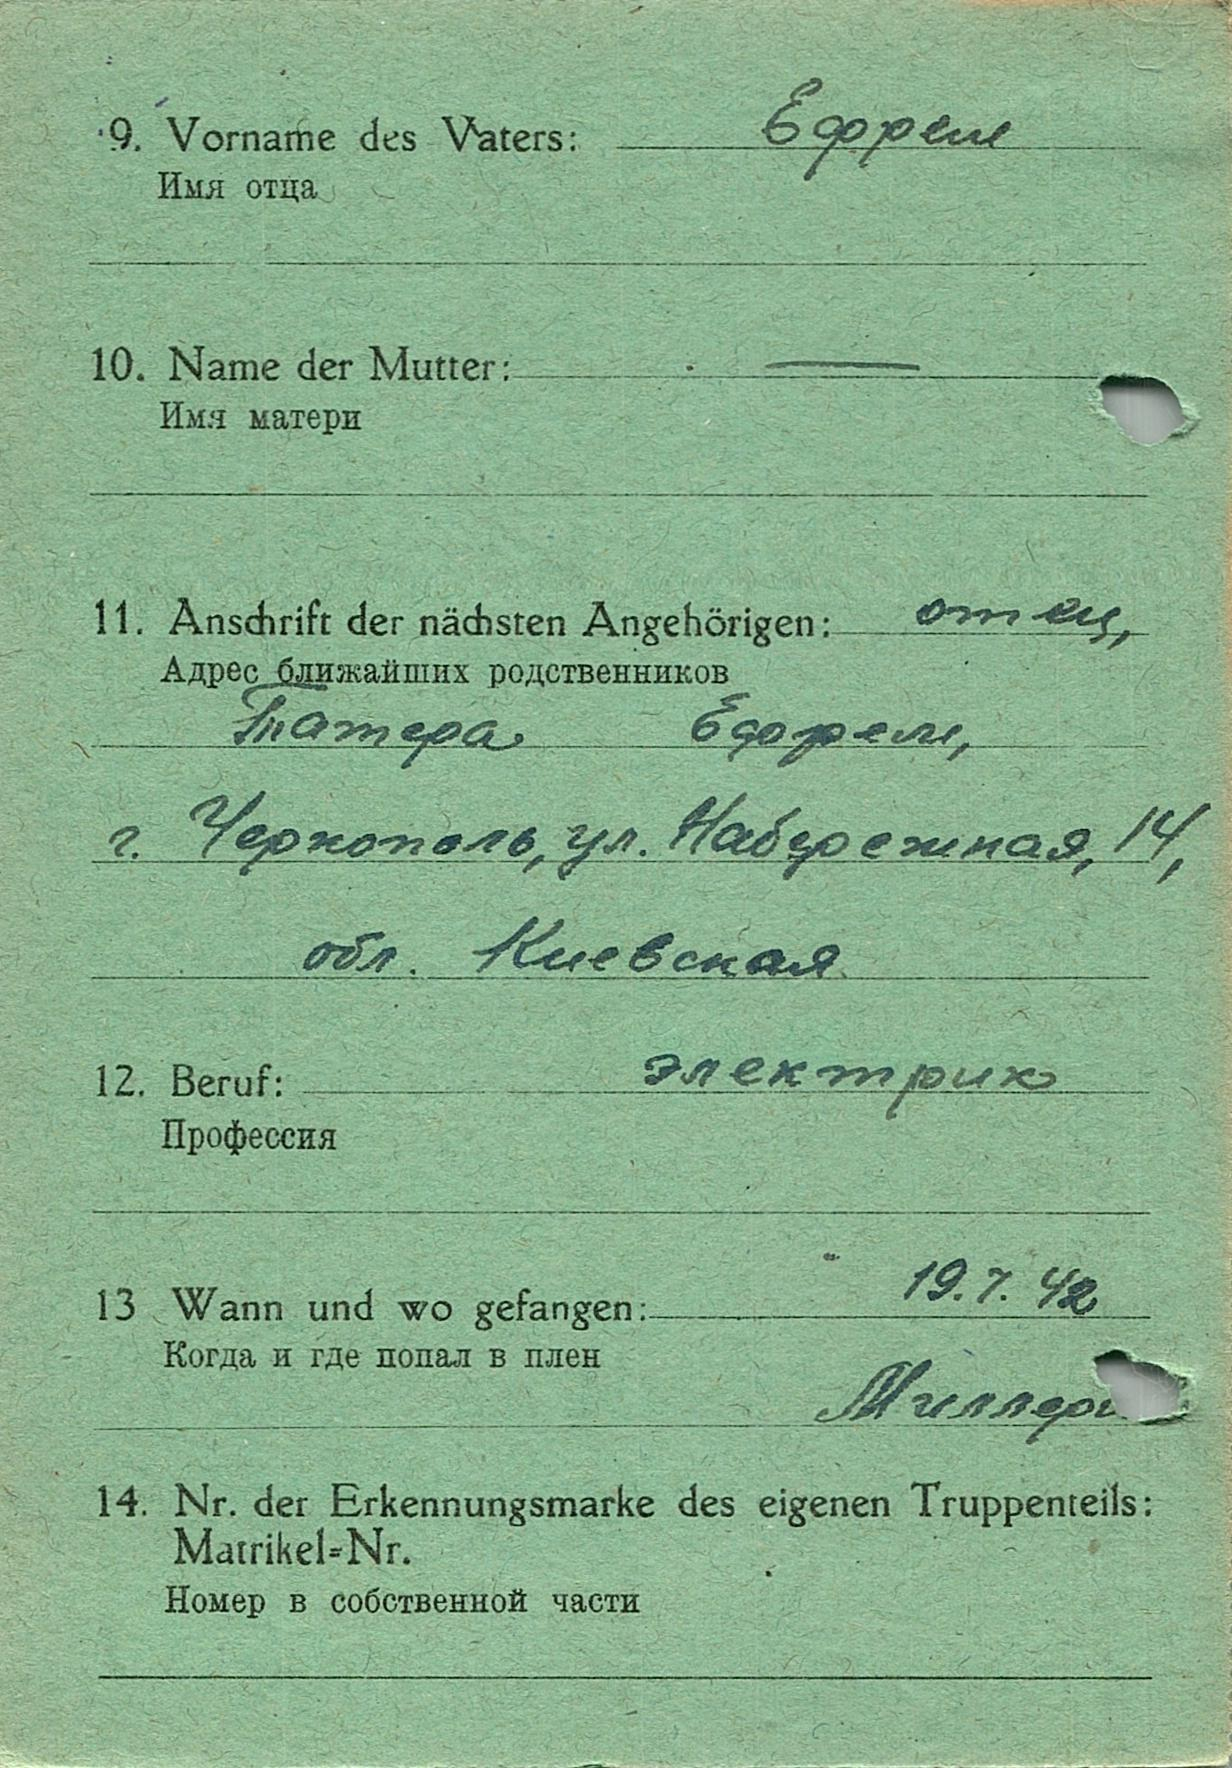 9. Vorname des Vaters: Ефрем
Имя отца
10. Name der Mutter: —
Имя матери
11. Anschrift der nächsten Angehörigen: отец,
Адрес ближайших родственников
Татера Ефрем,
г. Чернополь, ул. Набережная, 14,
обл. Киевская
12. Beruf: электрик
Профессия
13 Wann und wo gefangen: 19.7.42
Когда и где попал в плен
14. Nr. der Erkennungsmarke des eigenen Truppenteils:
Matrikel=Nr.
Номер в собственной части